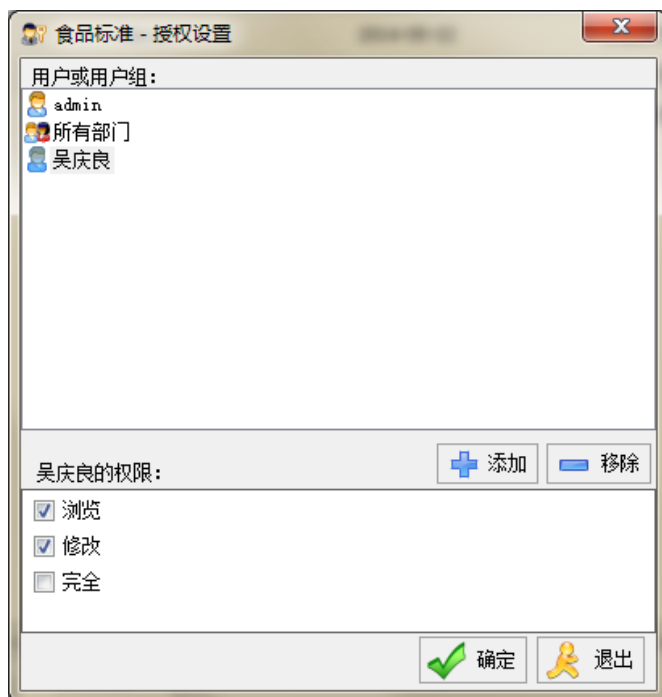 食品标准 - 授权设置
用户或用户组：
admin
所有部门
吴庆良
吴庆良的权限：
添加
移除
浏览
修改
完全
确定
退出